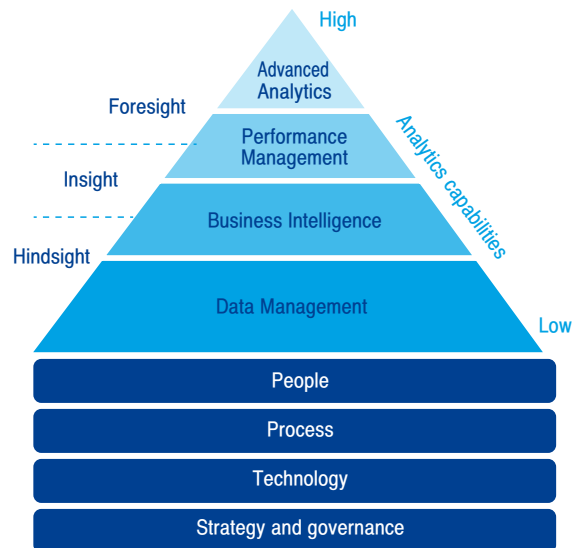 High
Advanced
Analytics
Foresight
Performance
Management
Analytics capabilities
Insight
Business Intelligence
Hindsight
Data Management
Low
People
Process
Technology
Strategy and governance